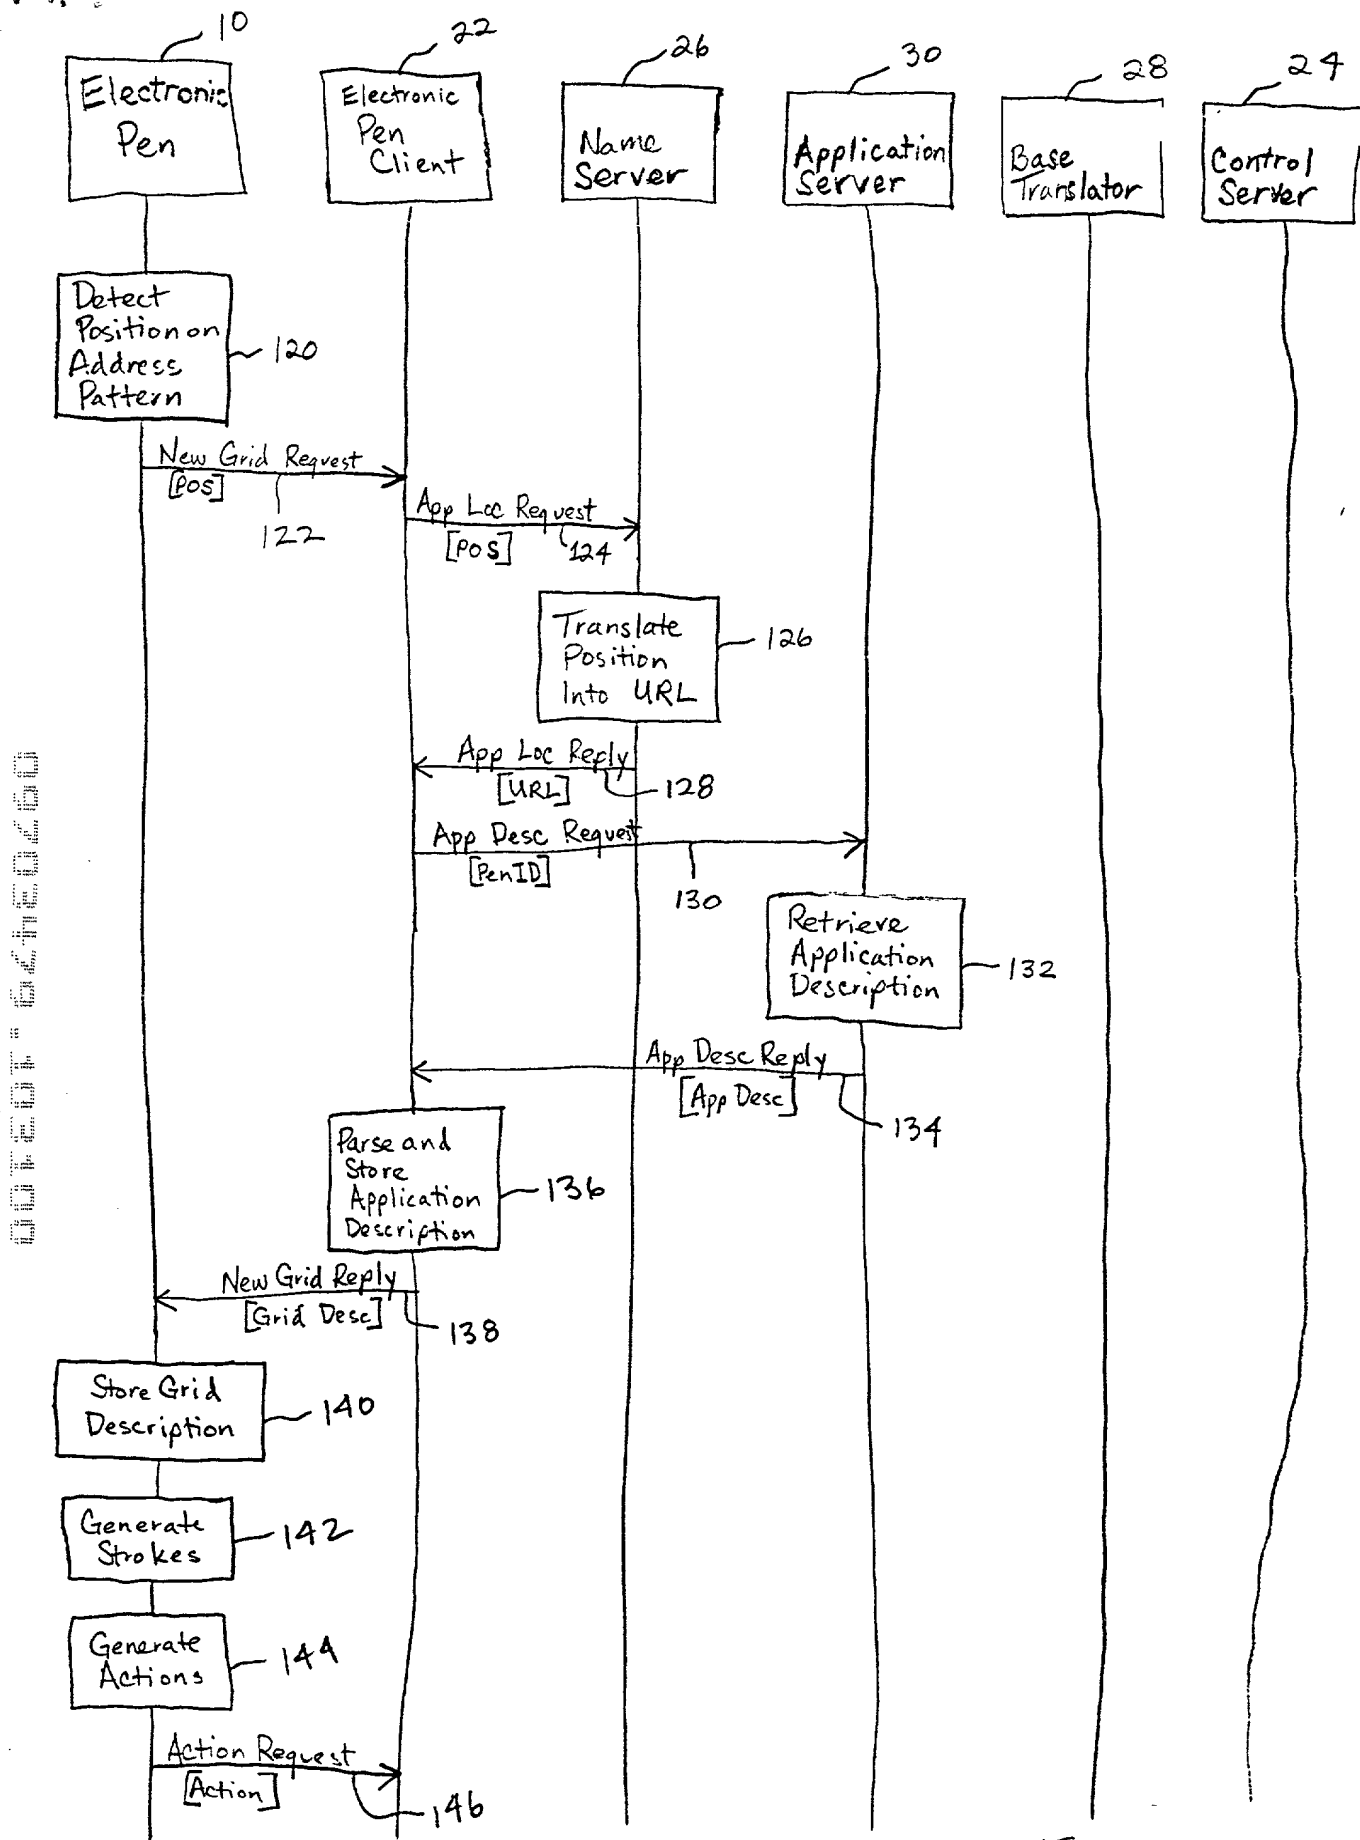 10
22
26
30
28
24
Electronic
Pen
Electronic
Pen
Client
Name
Server
Application
Server
Base
Translator
Control
Server
Detect
Position on
Address
Pattern
120
New Grid Request
[POS]
122
App Loc Request
[POS]
124
Translate
Position
Into URL
126
App Loc Reply
[URL]
128
App Desc Request
[PenID]
130
Retrieve
Application
Description
132
App Desc Reply
[App Desc]
134
Parse and
Store
Application
Description
136
New Grid Reply
[Grid Desc]
138
Store Grid
Description
140
Generate
Strokes
142
Generate
Actions
144
Action Request
[Action]
146